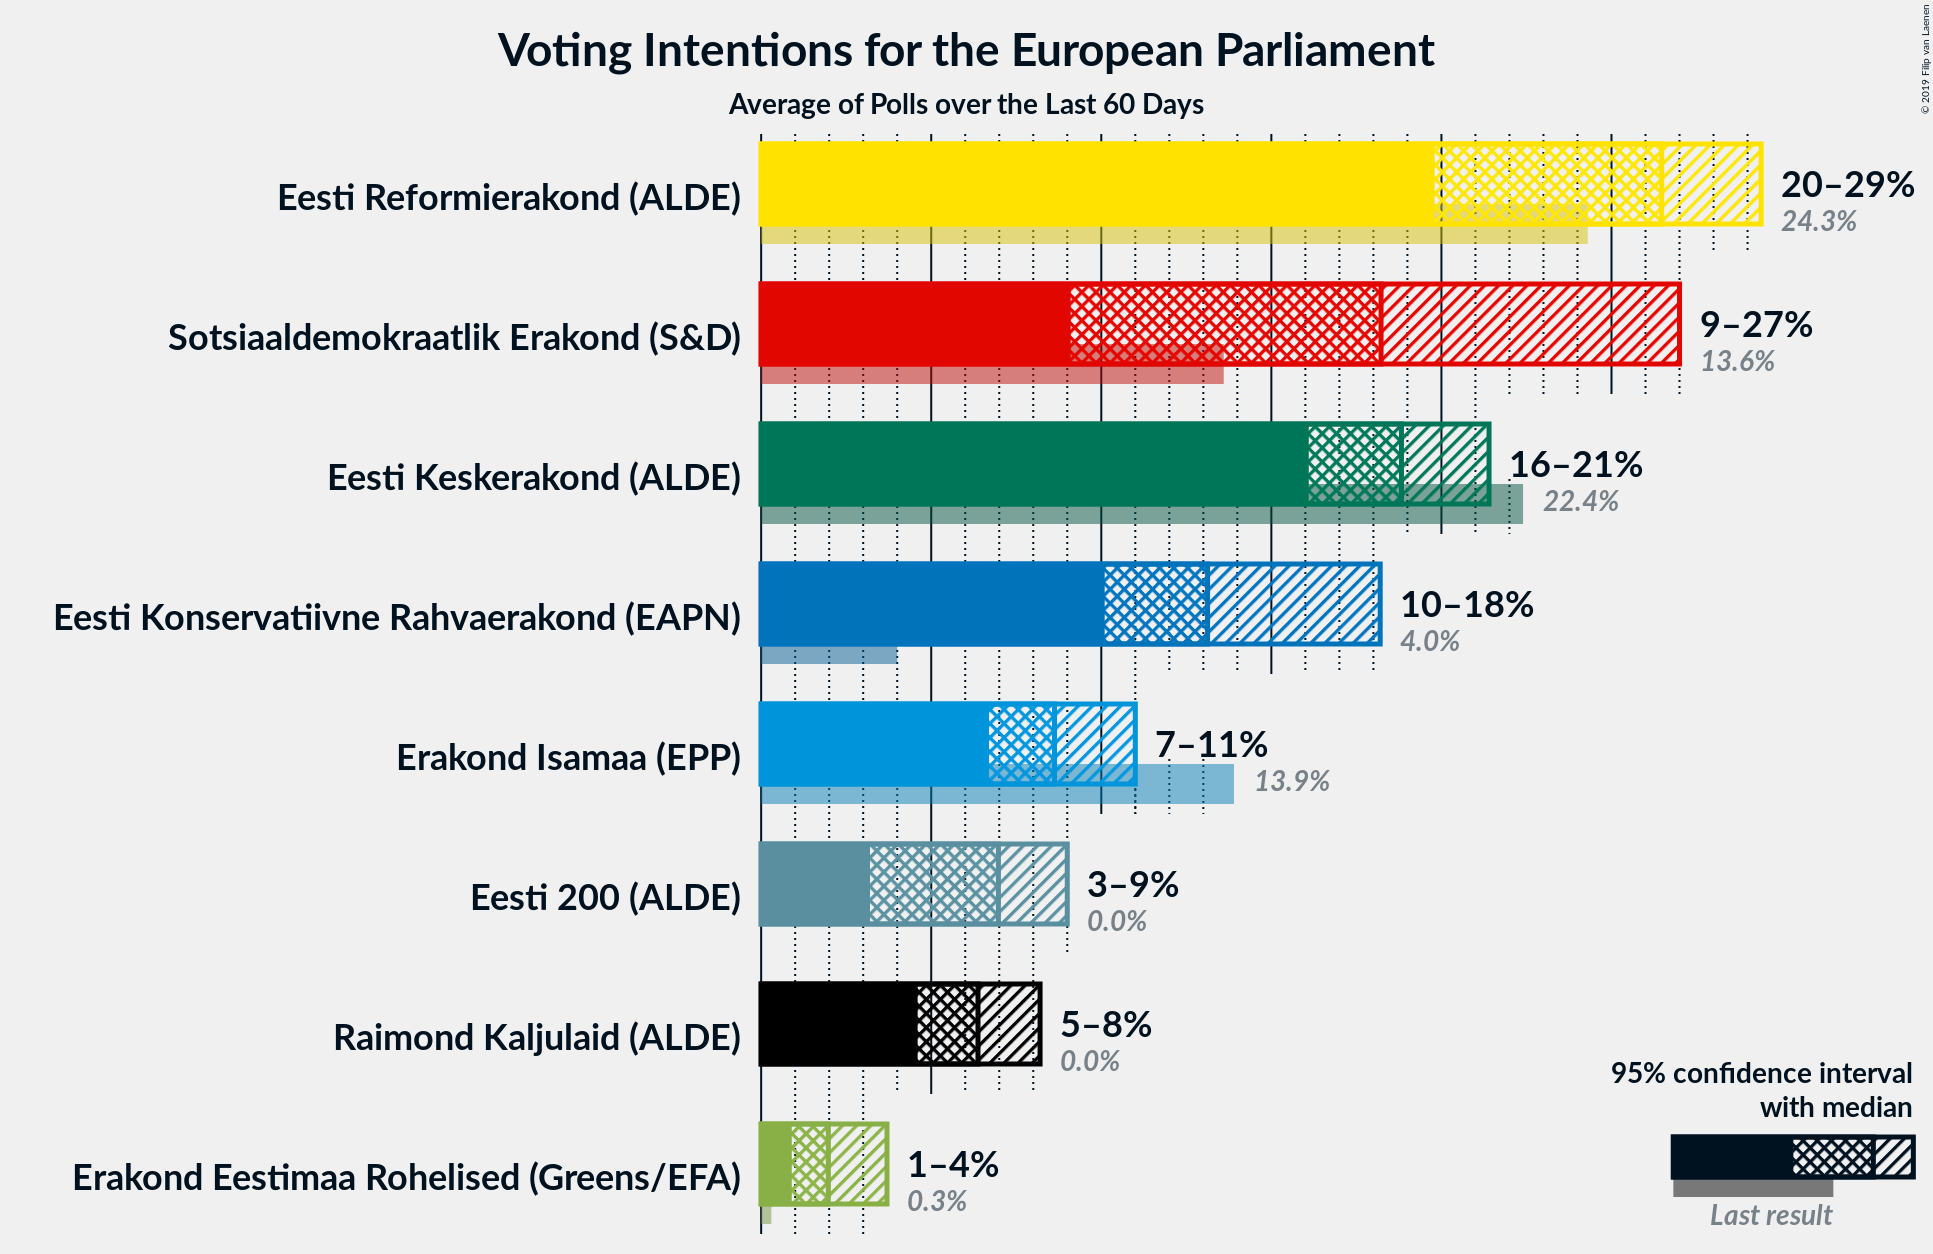 Voting Intentions for the European Parliament
Average of Polls over the Last 60 Days
© 2019 Filip van Laenen
Eesti Reformierakond (ALDE)
20–29%
24.3%
Sotsiaaldemokraatlik Erakond (S&D)
9–27%
13.6%
Eesti Keskerakond (ALDE)
16–21%
22.4%
Eesti Konservatiivne Rahvaerakond (EAPN)
10–18%
4.0%
Erakond Isamaa (EPP)
7–11%
13.9%
Eesti 200 (ALDE)
3–9%
0.0%
Raimond Kaljulaid (ALDE)
5–8%
0.0%
Erakond Eestimaa Rohelised (Greens/EFA)
1–4%
0.3%
95% confidence interval
with median
Last result